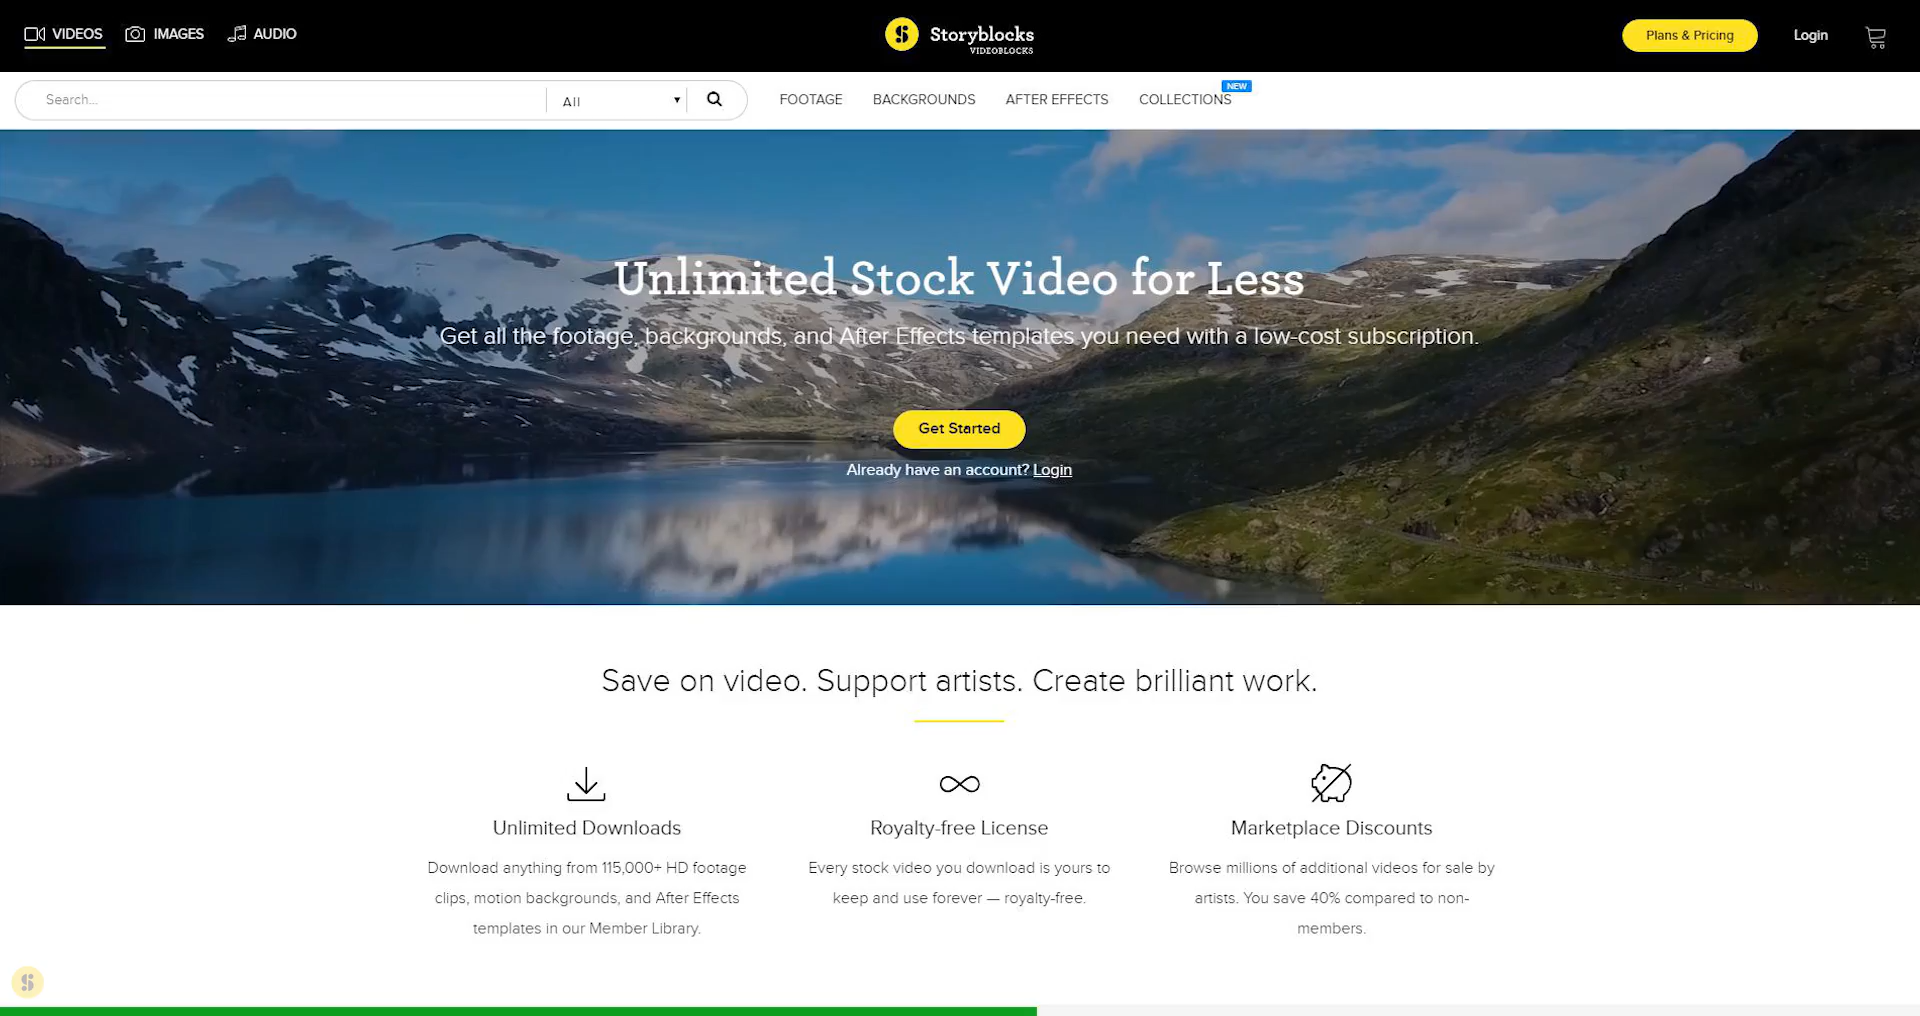 VIDEOS IMAGES AUDIO
Storyblocks
VIDEOBLOCKS
Plans & Pricing Login
Search... All
FOOTAGE BACKGROUNDS AFTER EFFECTS COLLECTIONS NEW
Unlimited Stock Video for Less
Get all the footage, backgrounds, and After Effects templates you need with a low-cost subscription.
Get Started
Already have an account? Login
Save on video. Support artists. Create brilliant work.
Unlimited Downloads
Download anything from 115,000+ HD footage
clips, motion backgrounds, and After Effects
templates in our Member Library.
Royalty-free License
Every stock video you download is yours to
keep and use forever — royalty-free.
Marketplace Discounts
Browse millions of additional videos for sale by
artists. You save 40% compared to non-
members.